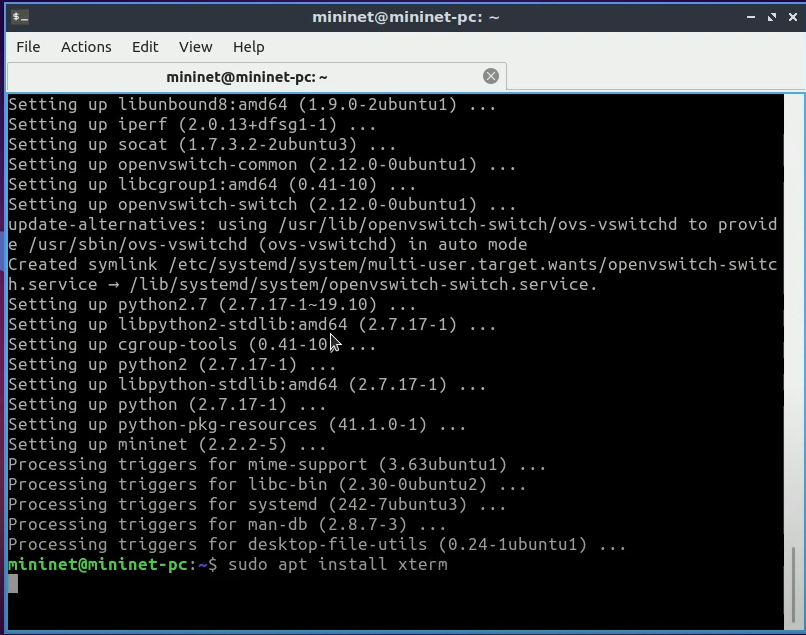 $_
mininet@mininet-pc: ~
File Actions Edit View Help
mininet@mininet-pc: ~
Setting up libunbound8:amd64 (1.9.0-2ubuntu1) ...
Setting up iperf (2.0.13+dfsg1-1) ...
Setting up socat (1.7.3.2-2ubuntu3) ...
Setting up openvswitch-common (2.12.0-0ubuntu1) ...
Setting up libcgroup1:amd64 (0.41-10) ...
Setting up openvswitch-switch (2.12.0-0ubuntu1) ...
update-alternatives: using /usr/lib/openvswitch-switch/ovs-vswitchd to provid
e /usr/sbin/ovs-vswitchd (ovs-vswitchd) in auto mode
Created symlink /etc/systemd/system/multi-user.target.wants/openvswitch-switc
h.service → /lib/systemd/system/openvswitch-switch.service.
Setting up python2.7 (2.7.17-1~19.10) ...
Setting up libpython2-stdlib:amd64 (2.7.17-1) ...
Setting up cgroup-tools (0.41-10) ...
Setting up python2 (2.7.17-1) ...
Setting up libpython-stdlib:amd64 (2.7.17-1) ...
Setting up python (2.7.17-1) ...
Setting up python-pkg-resources (41.1.0-1) ...
Setting up mininet (2.2.2-5) ...
Processing triggers for mime-support (3.63ubuntu1) ...
Processing triggers for libc-bin (2.30-0ubuntu2) ...
Processing triggers for systemd (242-7ubuntu3) ...
Processing triggers for man-db (2.8.7-3) ...
Processing triggers for desktop-file-utils (0.24-1ubuntu1) ...
mininet@mininet-pc:~$ sudo apt install xterm